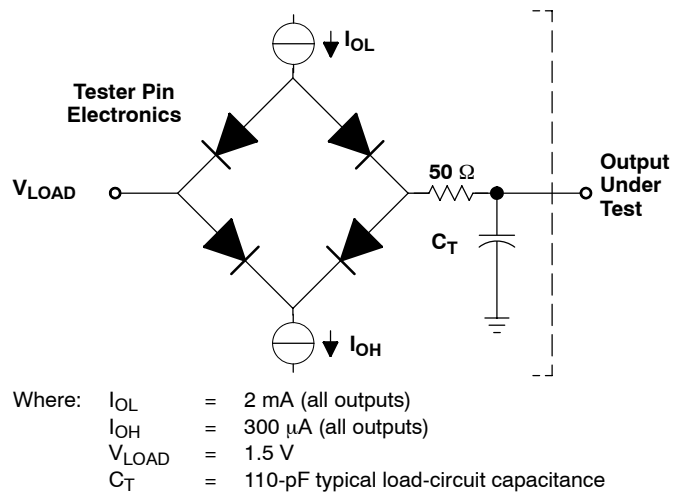 I_OL
Tester Pin
Electronics
V_LOAD
50 Ω
C_T
Output
Under
Test
I_OH
Where: I_OL = 2 mA (all outputs)
I_OH = 300 μA (all outputs)
V_LOAD = 1.5 V
C_T = 110-pF typical load-circuit capacitance